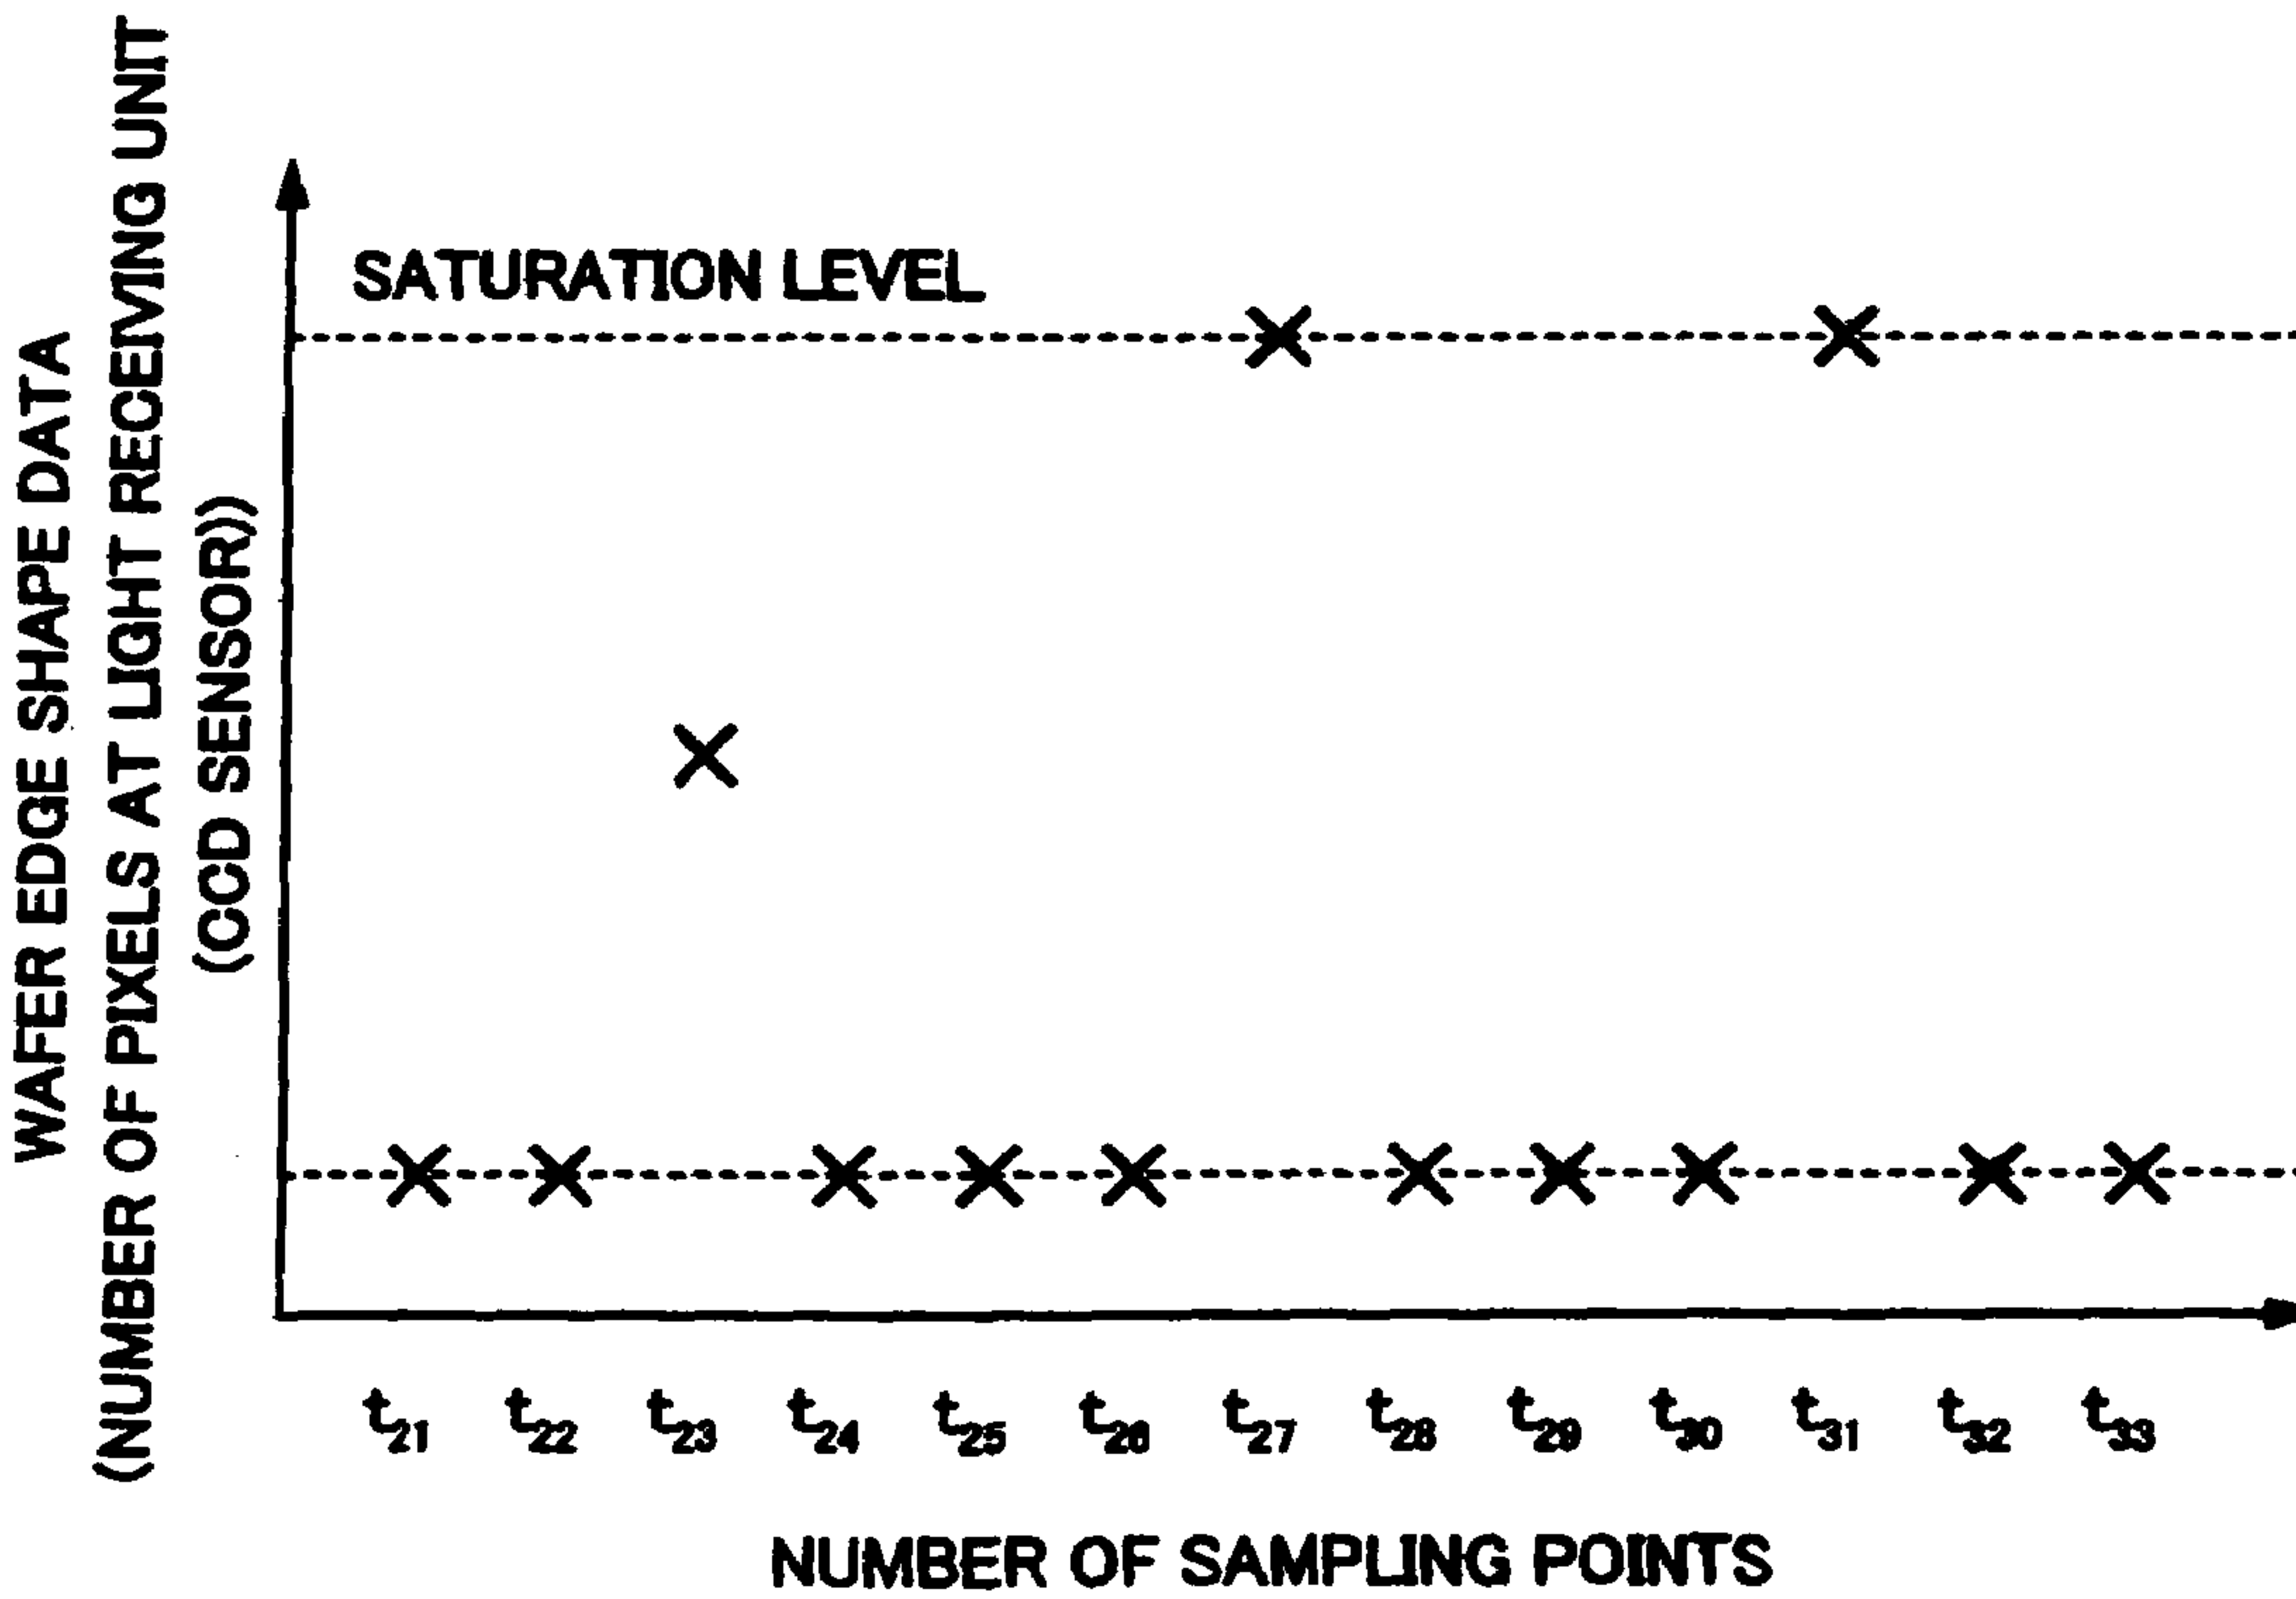 WAFER EDGE SHAPE DATA
(NUMBER OF PIXELS AT LIGHT RECEIVING UNIT
(CCD SENSOR))
SATURATION LEVEL
t21 t22 t23 t24 t25 t26 t27 t28 t29 t30 t31 t32 t33
NUMBER OF SAMPLING POINTS